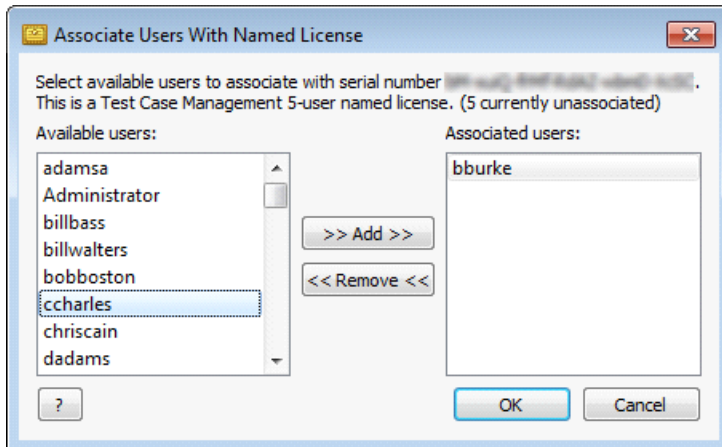 Associate Users With Named License
Select available users to associate with serial number
This is a Test Case Management 5-user named license. (5 currently unassociated)
Available users:
Associated users:
adamsa
Administrator
billbass
billwalters
bobboston
ccharles
chriscain
dadams
>> Add >>
<< Remove <<
bburke
?
OK
Cancel